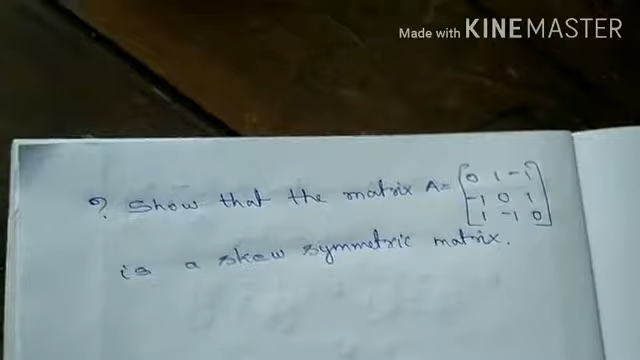 Made with KINEMASTER
? Show that the matrix A= [0 1 -1
-1 0 1
1 -1 0]
is a skew symmetric matrix.